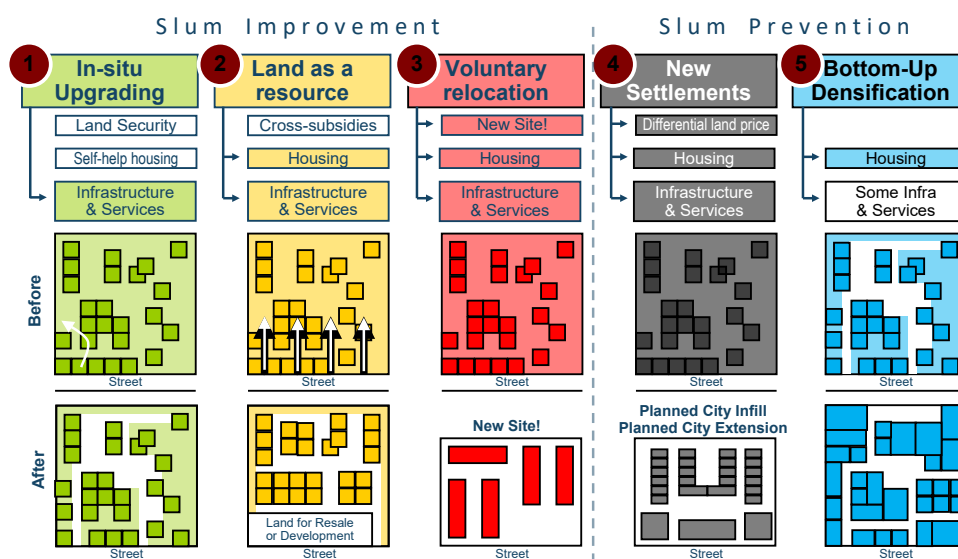 Slum Improvement
Slum Prevention
1
In-situ
Upgrading
2
Land as a
resource
3
Voluntary
relocation
4
New
Settlements
5
Bottom-Up
Densification
Land Security
Cross-subsidies
New Site!
Differential land price
Self-help housing
Housing
Housing
Housing
Housing
Infrastructure
& Services
Infrastructure
& Services
Infrastructure
& Services
Infrastructure
& Services
Some Infra
& Services
Before
Street
Street
Street
Street
Street
After
New Site!
Planned City Infill
Planned City Extension
Land for Resale
or Development
Street
Street
Street
Street
Street